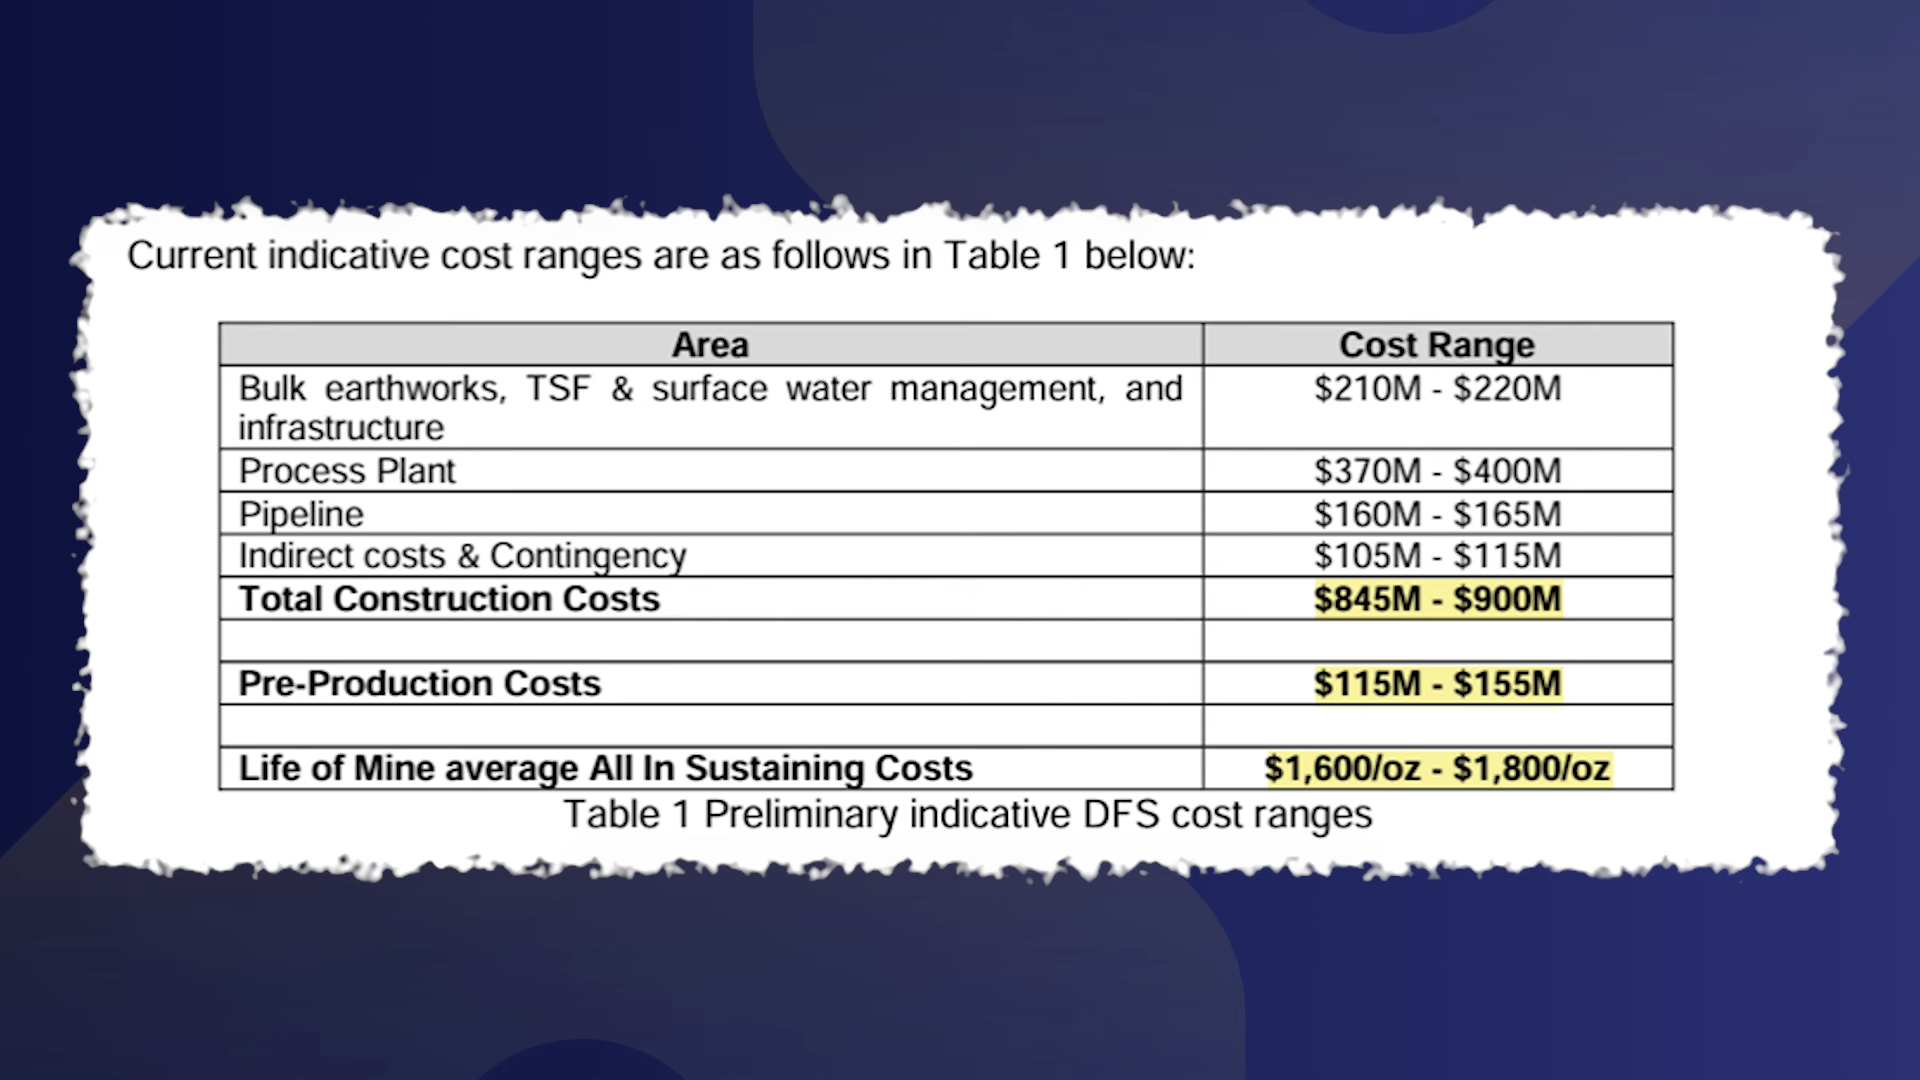 Current indicative cost ranges are as follows in Table 1 below:
Area Cost Range
Bulk earthworks, TSF & surface water management, and $210M - $220M
infrastructure
Process Plant $370M - $400M
Pipeline $160M - $165M
Indirect costs & Contingency $105M - $115M
Total Construction Costs $845M - $900M
Pre-Production Costs $115M - $155M
Life of Mine average All In Sustaining Costs $1,600/oz - $1,800/oz
Table 1 Preliminary indicative DFS cost ranges